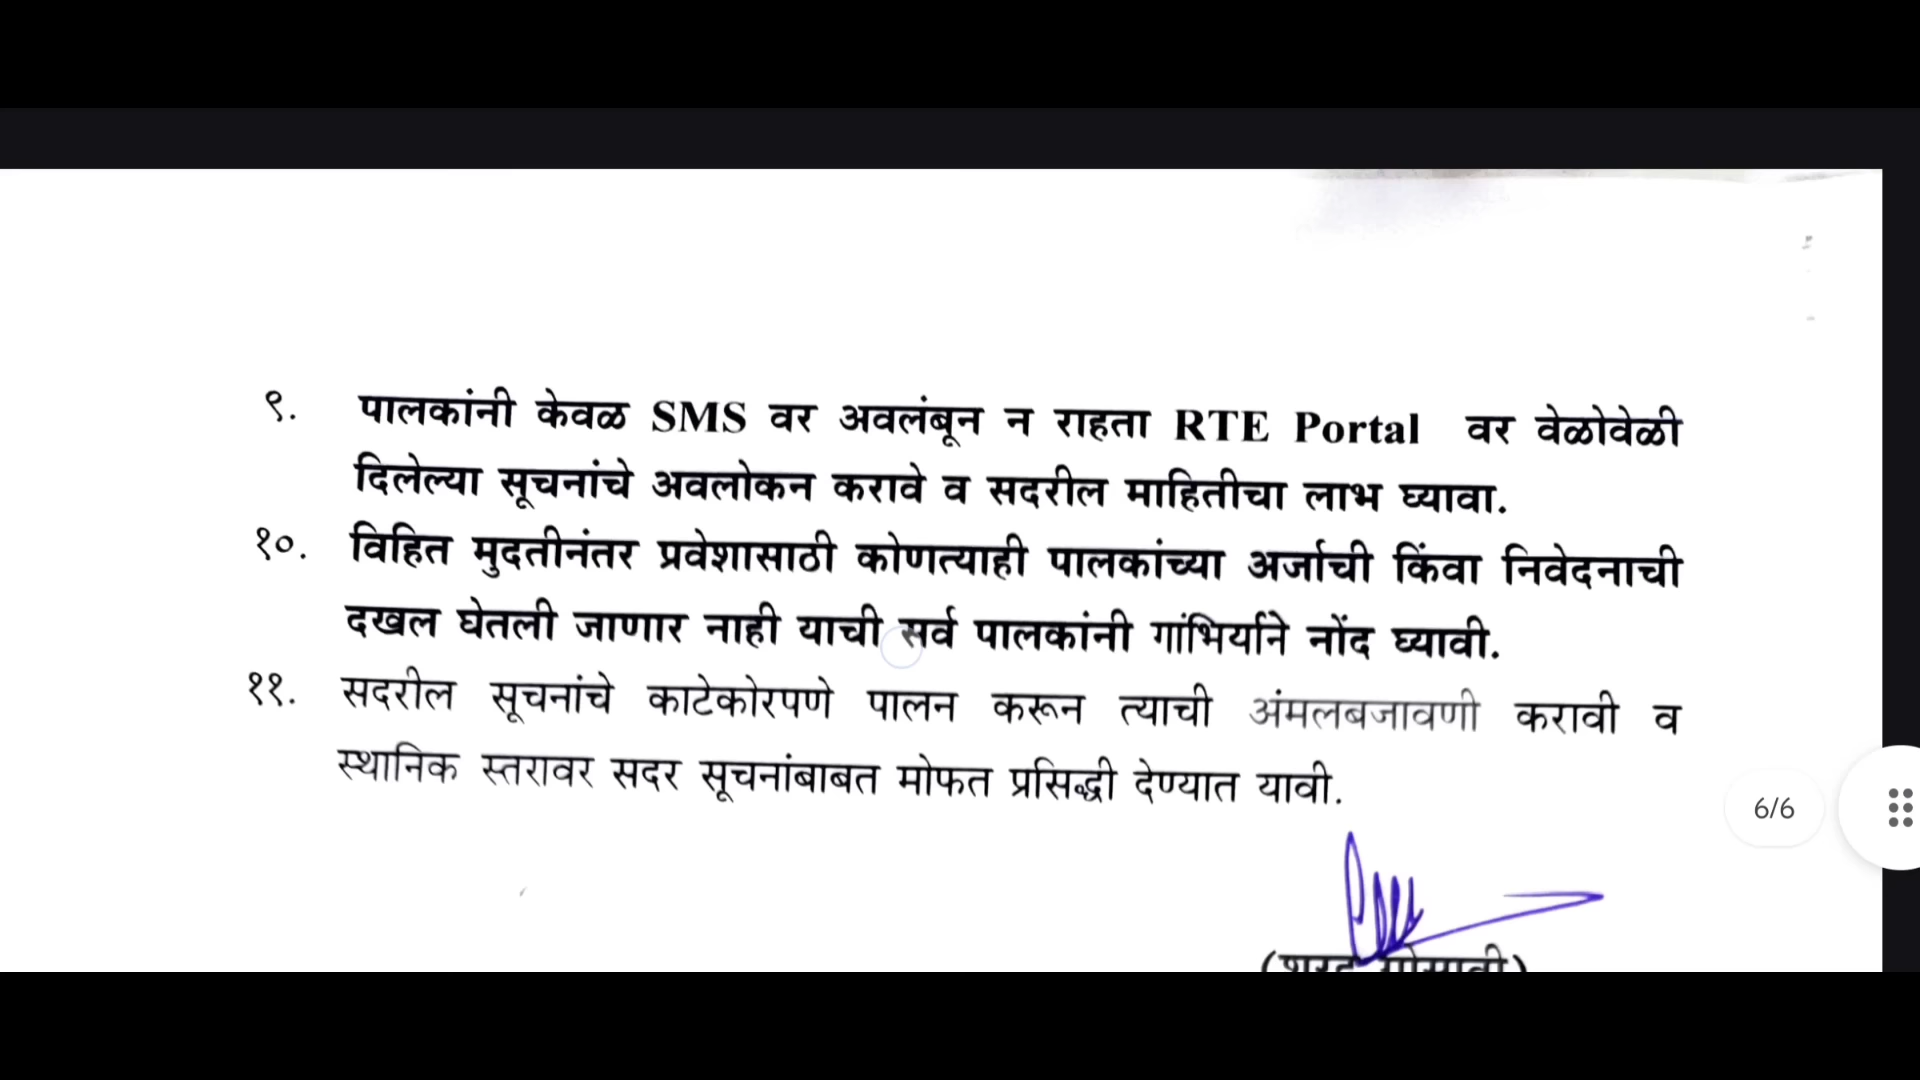 ९. पालकांनी केवळ SMS वर अवलंबून न राहता RTE Portal वर वेळोवेळी
दिलेल्या सूचनांचे अवलोकन करावे व सदरील माहितीचा लाभ घ्यावा.
१०. विहित मुदतीनंतर प्रवेशासाठी कोणत्याही पालकांच्या अर्जाची किंवा निवेदनाची
दखल घेतली जाणार नाही याची सर्व पालकांनी गांभिर्याने नोंद घ्यावी.
११. सदरील सूचनांचे काटेकोरपणे पालन करून त्याची अंमलबजावणी करावी व
स्थानिक स्तरावर सदर सूचनांबाबत मोफत प्रसिद्धी देण्यात यावी.
6/6